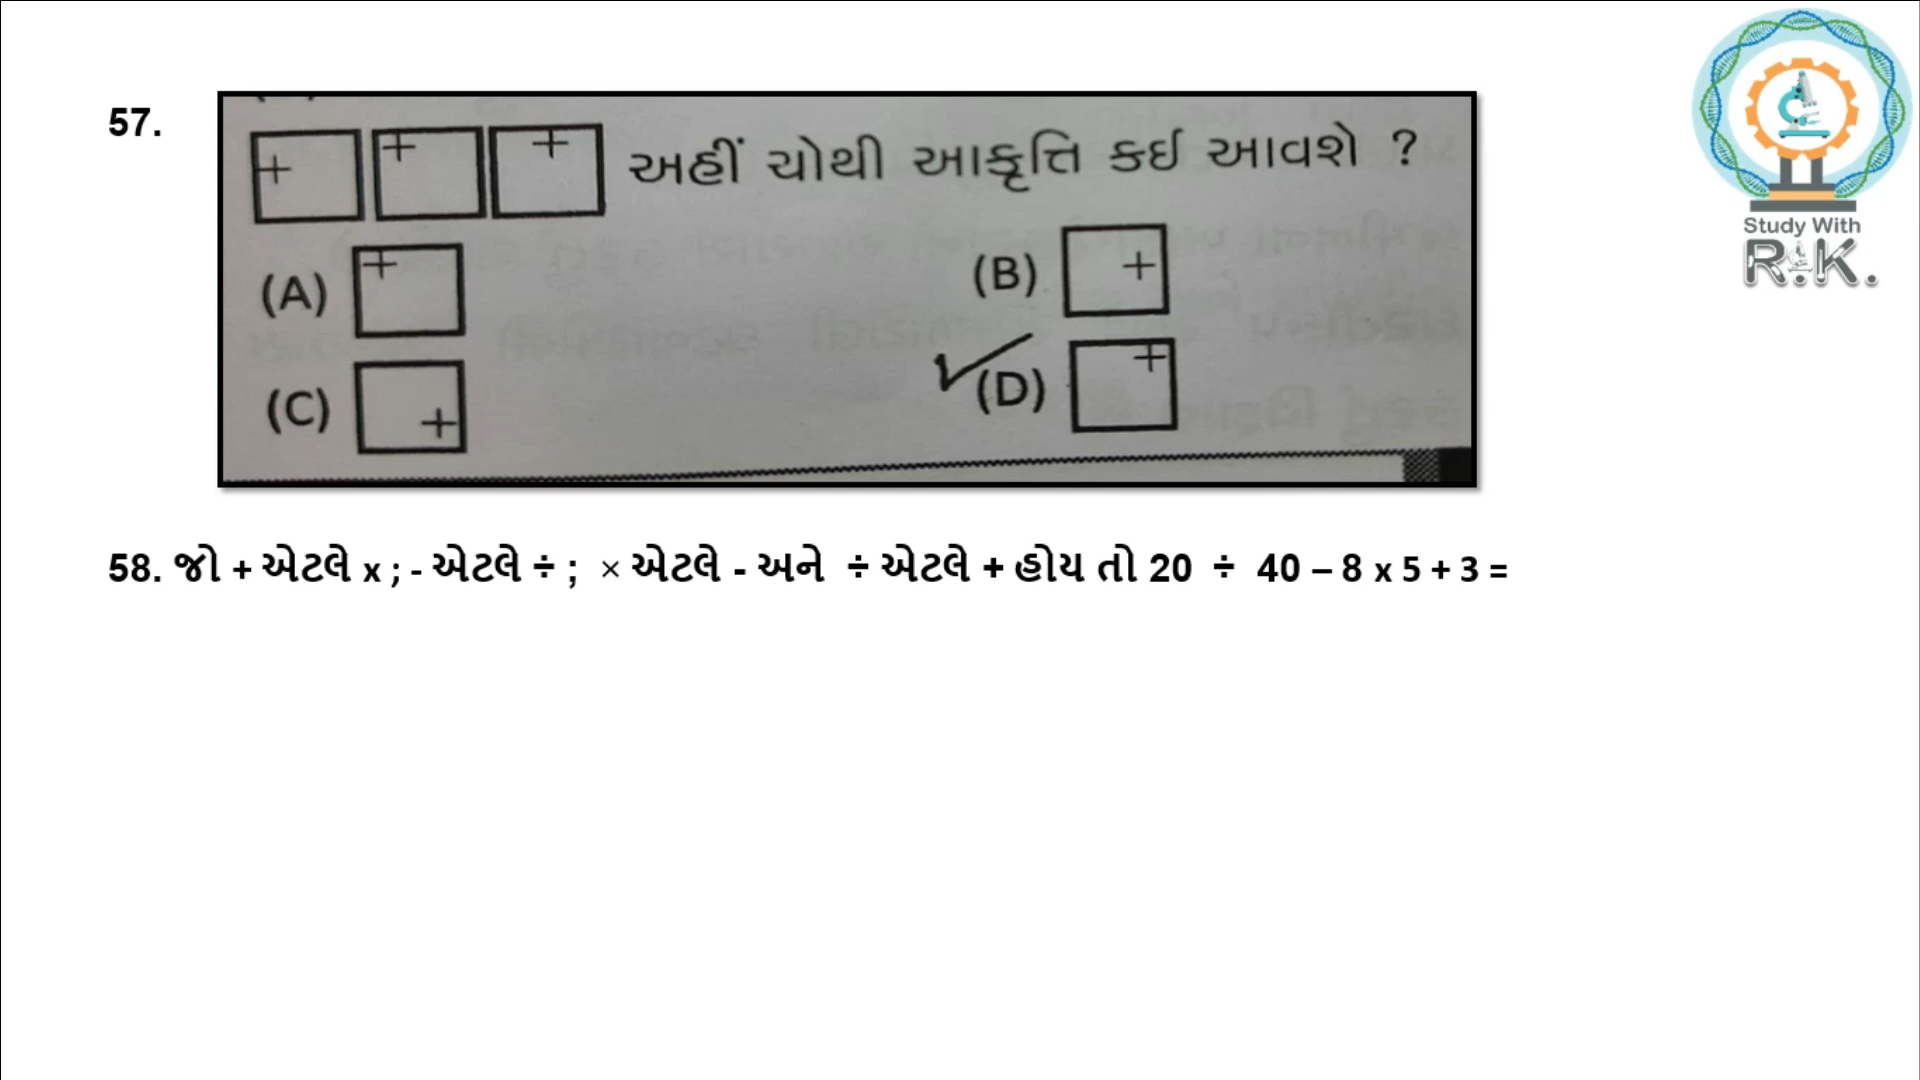 57.
અહીં ચોથી આકૃત્તિ કઈ આવશે ?
(A) (B)
(C) (D)
58. જો + એટલે x ; - એટલે ÷ ; × એટલે - અને ÷ એટલે + હોય તો 20 ÷ 40 – 8 x 5 + 3 =
Study With
R.K.